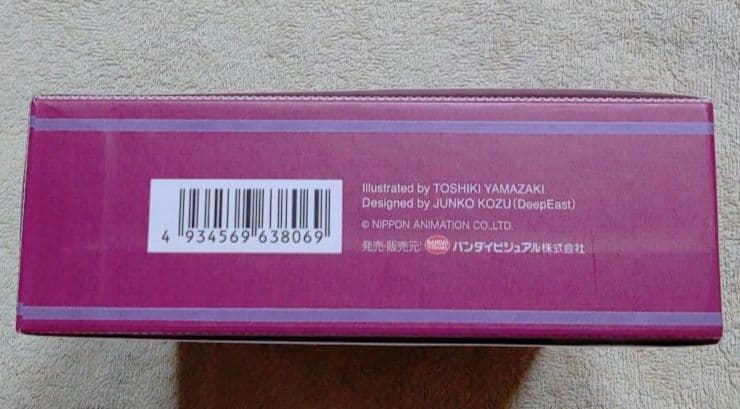 Illustrated by TOSHIKI YAMAZAKI
Designed by JUNKO KOZU (DeepEast)
© NIPPON ANIMATION CO.,LTD.
発売・販売元: バンダイビジュアル株式会社
4 934569 638069